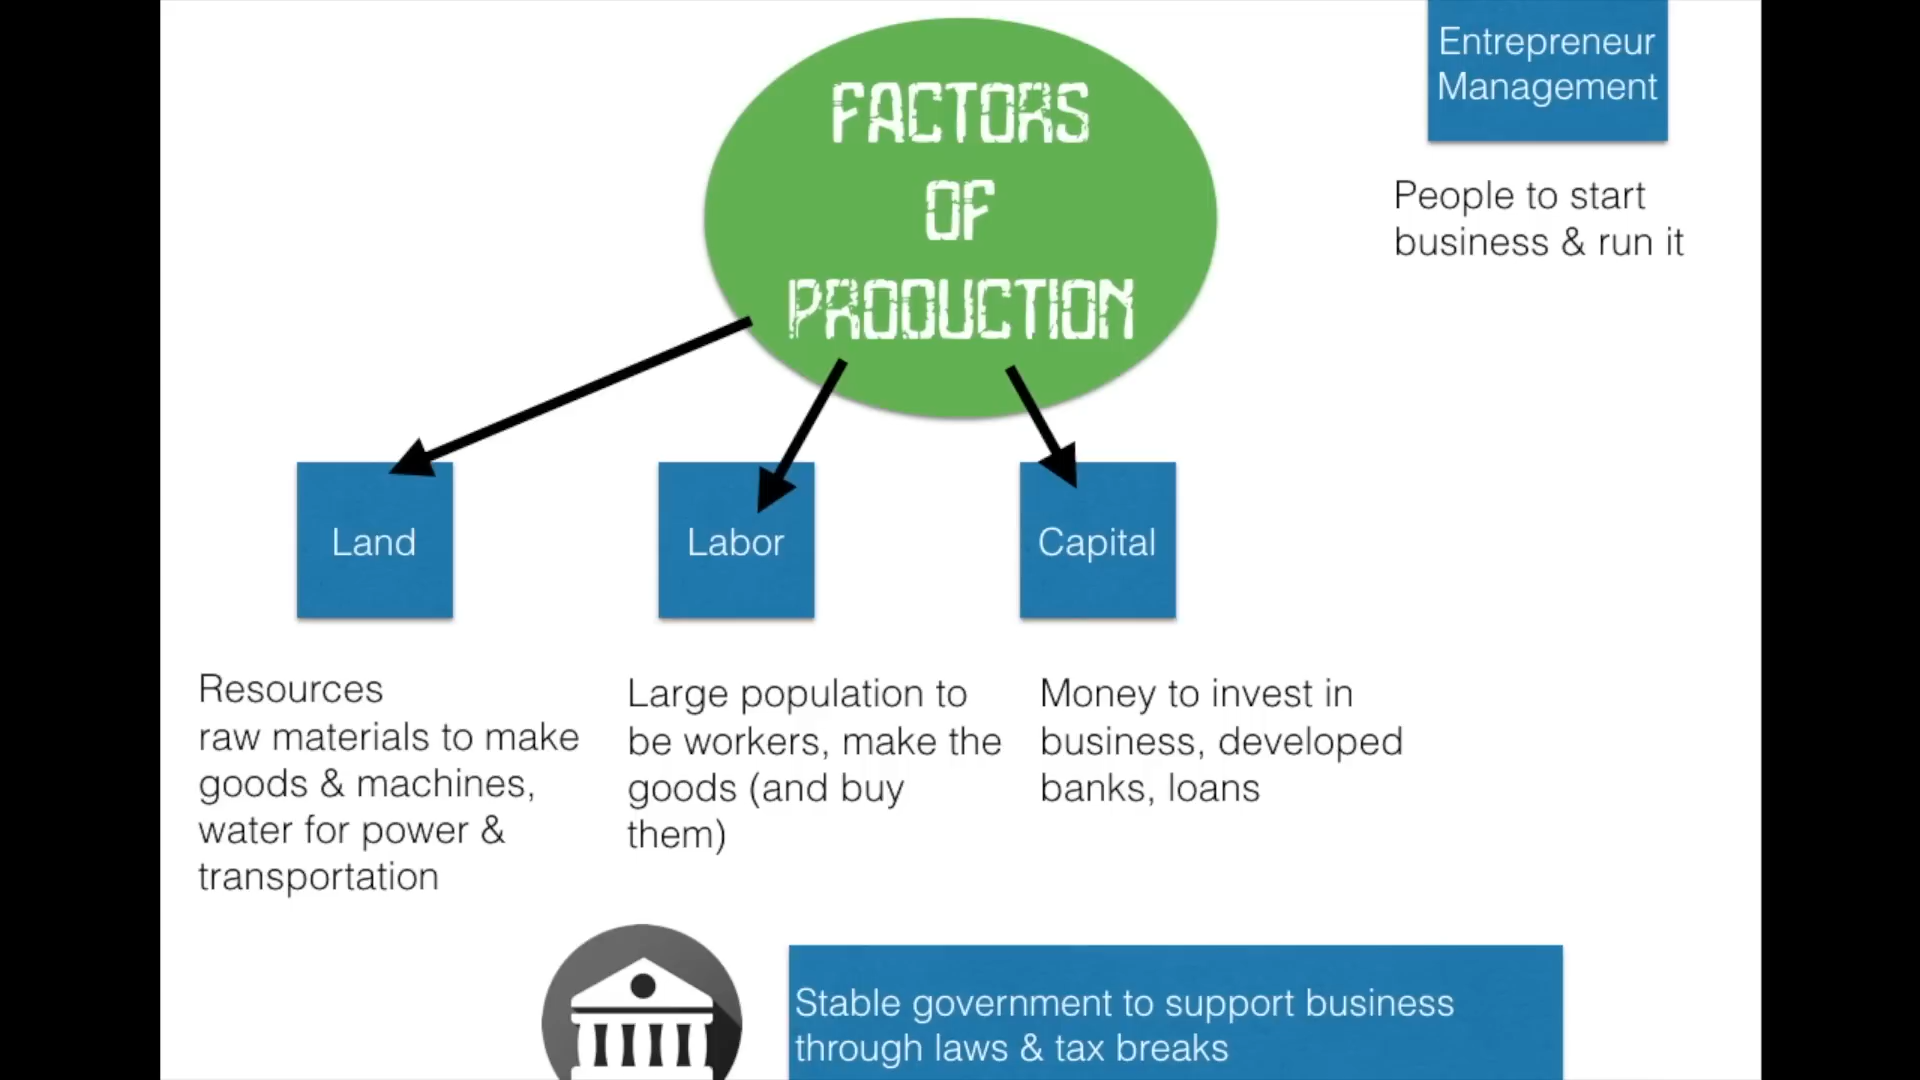 FACTORS
OF
PRODUCTION
Entrepreneur
Management
People to start
business & run it
Land
Labor
Capital
Resources
raw materials to make
goods & machines,
water for power &
transportation
Large population to
be workers, make the
goods (and buy
them)
Money to invest in
business, developed
banks, loans
Stable government to support business
through laws & tax breaks